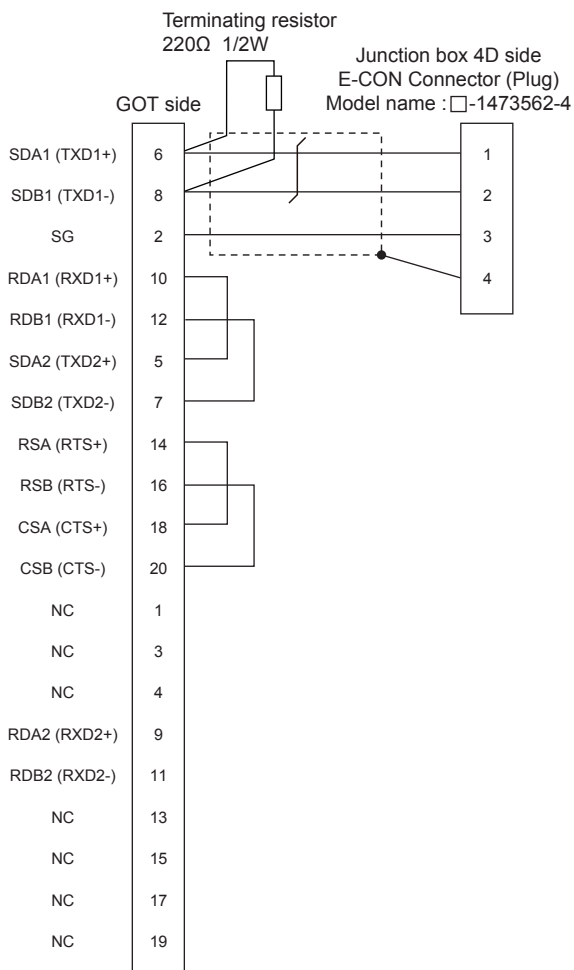 Terminating resistor
220Ω 1/2W
Junction box 4D side
E-CON Connector (Plug)
Model name : □-1473562-4
GOT side
SDA1 (TXD1+) 6 1
SDB1 (TXD1-) 8 2
SG 2 3
RDA1 (RXD1+) 10 4
RDB1 (RXD1-) 12
SDA2 (TXD2+) 5
SDB2 (TXD2-) 7
RSA (RTS+) 14
RSB (RTS-) 16
CSA (CTS+) 18
CSB (CTS-) 20
NC 1
NC 3
NC 4
RDA2 (RXD2+) 9
RDB2 (RXD2-) 11
NC 13
NC 15
NC 17
NC 19